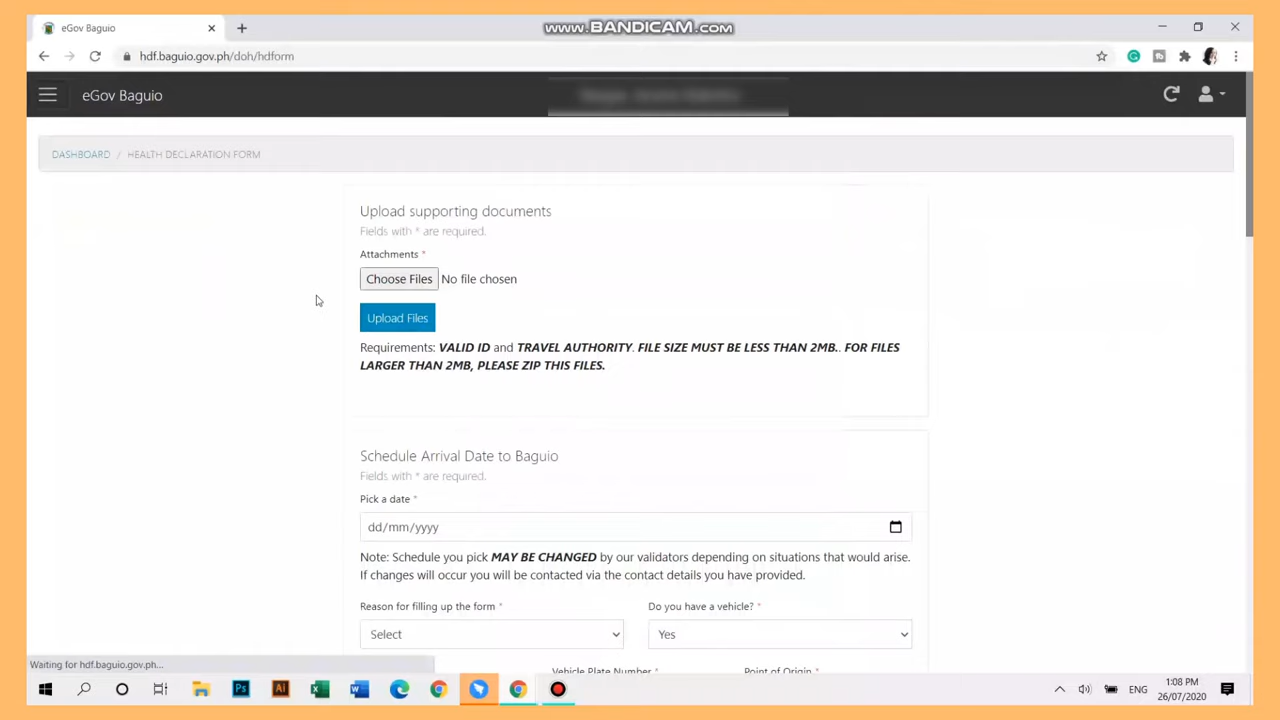 eGov Baguio
www.BANDICAM.com
hdf.baguio.gov.ph/doh/hdform
eGov Baguio
DASHBOARD / HEALTH DECLARATION FORM
Upload supporting documents
Fields with * are required.
Attachments *
Choose Files No file chosen
Upload Files
Requirements: VALID ID and TRAVEL AUTHORITY. FILE SIZE MUST BE LESS THAN 2MB.. FOR FILES
LARGER THAN 2MB, PLEASE ZIP THIS FILES.
Schedule Arrival Date to Baguio
Fields with * are required.
Pick a date *
dd/mm/yyyy
Note: Schedule you pick MAY BE CHANGED by our validators depending on situations that would arise.
If changes will occur you will be contacted via the contact details you have provided.
Reason for filling up the form * Do you have a vehicle? *
Select Yes
Vehicle Plate Number * Point of Origin *
Waiting for hdf.baguio.gov.ph...
Ps Ai ENG 1:08 PM
26/07/2020